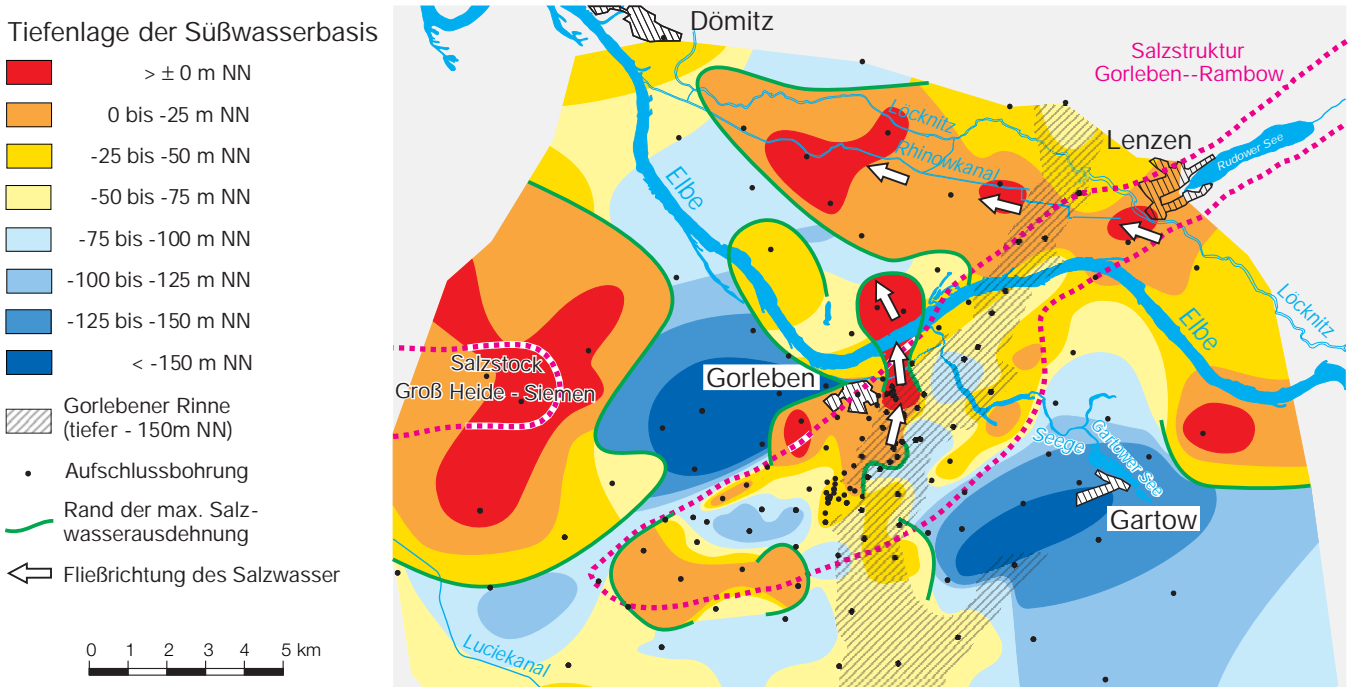 Tiefenlage der Süßwasserbasis
> ± 0 m NN
0 bis -25 m NN
-25 bis -50 m NN
-50 bis -75 m NN
-75 bis -100 m NN
-100 bis -125 m NN
-125 bis -150 m NN
< -150 m NN
Gorlebener Rinne
(tiefer - 150m NN)
Aufschlussbohrung
Rand der max. Salz-
wasserausdehnung
Fließrichtung des Salzwasser
0 1 2 3 4 5 km
Dömitz
Salzstruktur
Gorleben--Rambow
Löcknitz
Rhinowkanal
Lenzen
Rudower See
Elbe
Löcknitz
Elbe
Salzstock
Groß Heide - Siemen
Gorleben
Seege
Gartower See
Gartow
Luciekanal